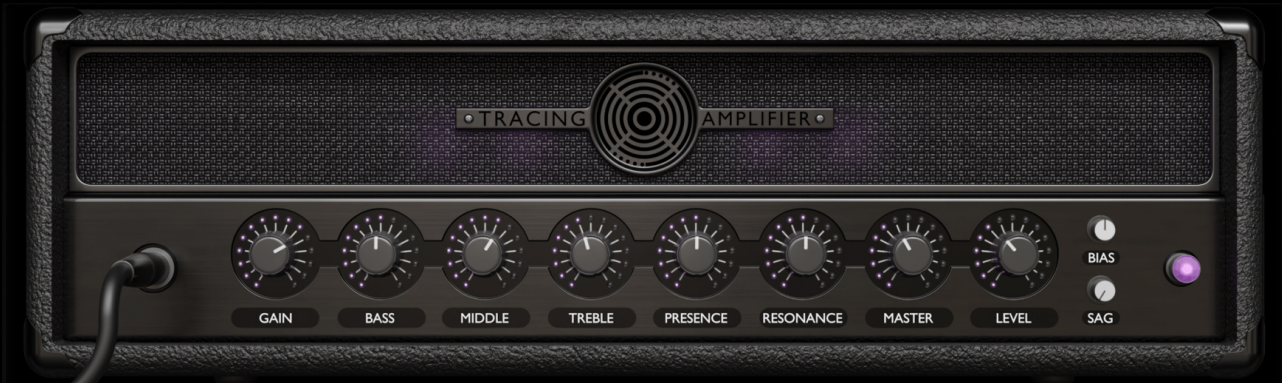 TRACING AMPLIFIER
GAIN BASS MIDDLE TREBLE PRESENCE RESONANCE MASTER LEVEL
BIAS
SAG